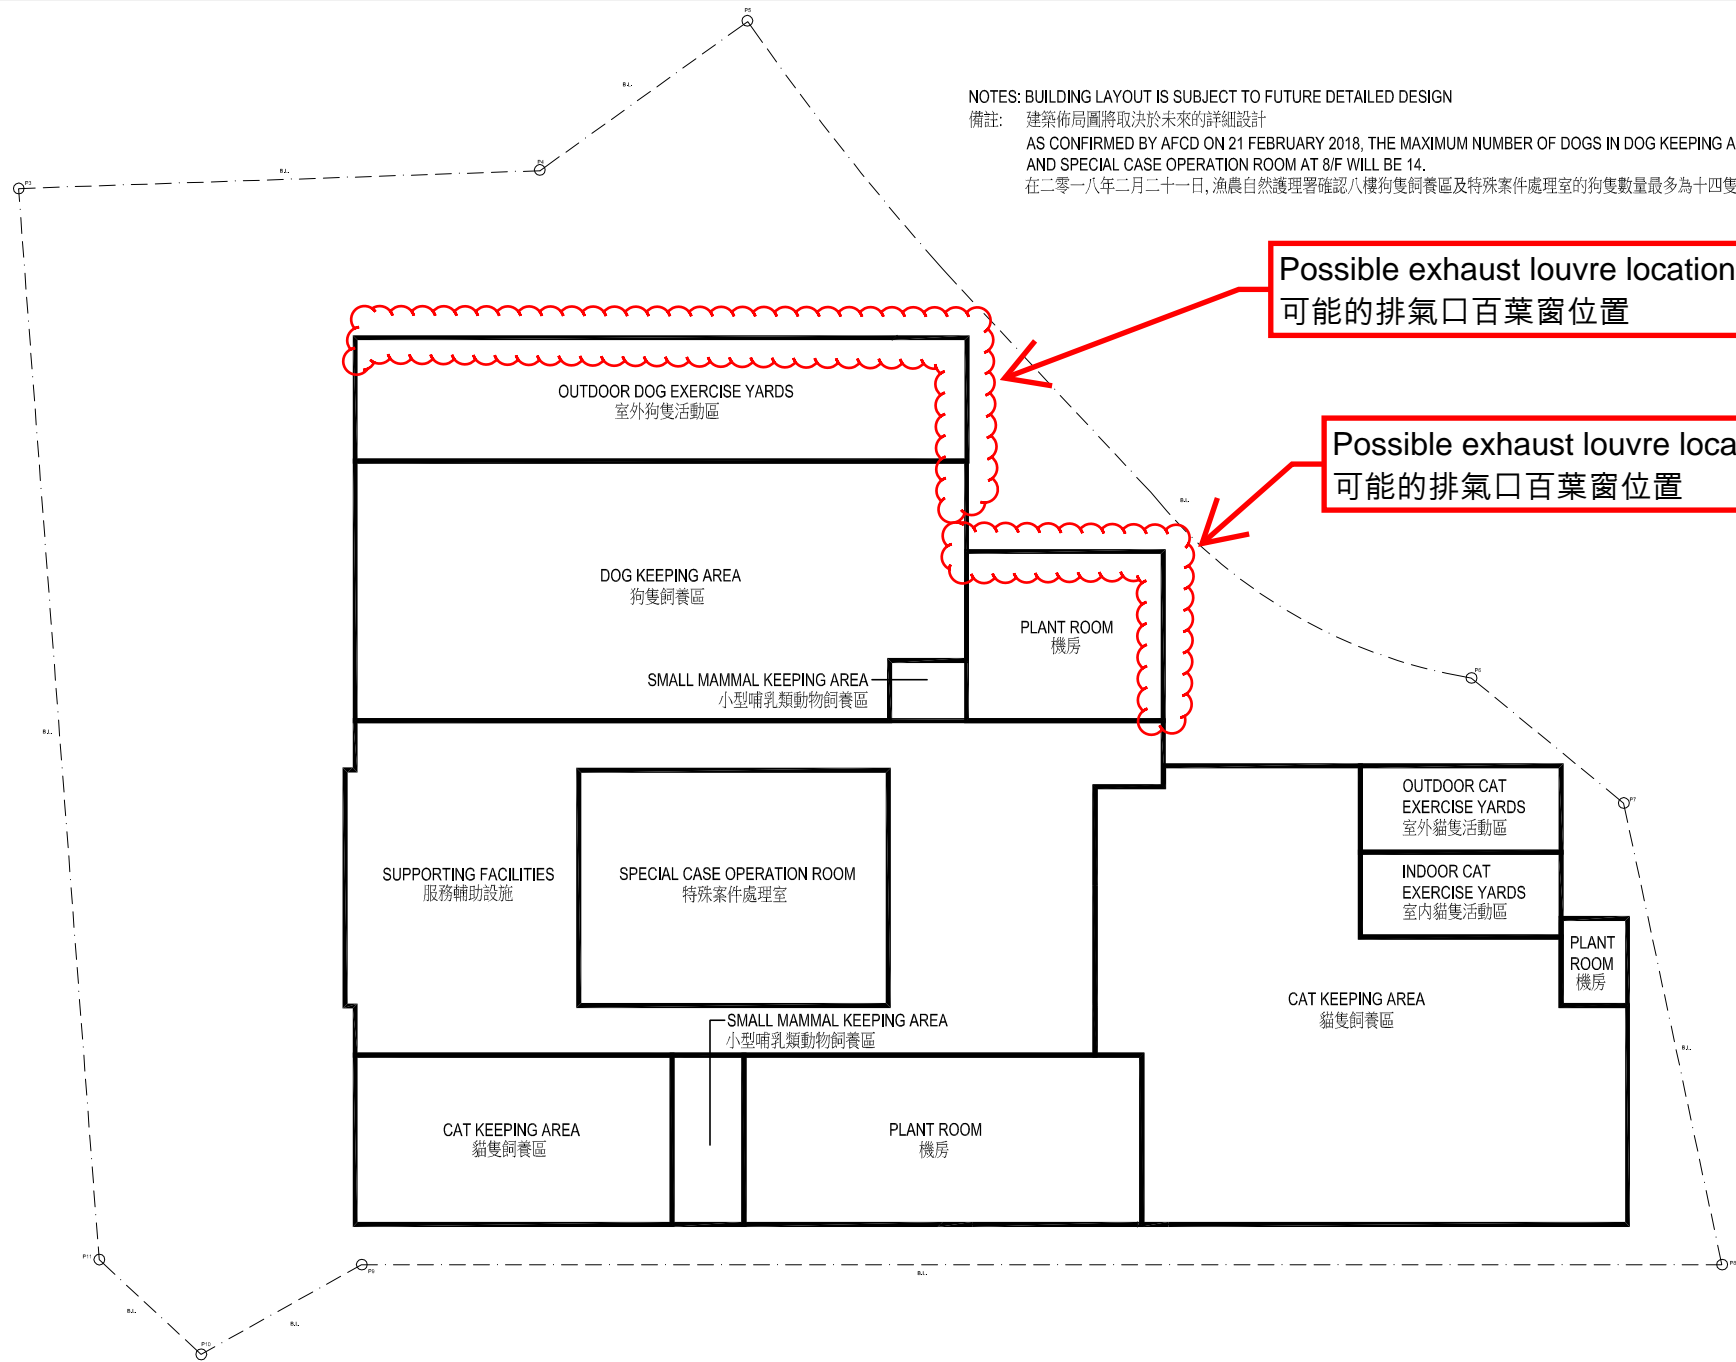 P5
B.L.
NOTES: BUILDING LAYOUT IS SUBJECT TO FUTURE DETAILED DESIGN
備註: 建築佈局圖將取決於未來的詳細設計
AS CONFIRMED BY AFCD ON 21 FEBRUARY 2018, THE MAXIMUM NUMBER OF DOGS IN DOG KEEPING A
AND SPECIAL CASE OPERATION ROOM AT 8/F WILL BE 14.
在二零一八年二月二十一日, 漁農自然護理署確認八樓狗隻飼養區及特殊案件處理室的狗隻數量最多為十四隻
P4
B.L.
P3
Possible exhaust louvre location
可能的排氣口百葉窗位置
OUTDOOR DOG EXERCISE YARDS
室外狗隻活動區
Possible exhaust louvre loca
可能的排氣口百葉窗位置
B.L.
DOG KEEPING AREA
狗隻飼養區
PLANT ROOM
機房
SMALL MAMMAL KEEPING AREA
小型哺乳類動物飼養區
P6
B.L.
OUTDOOR CAT
EXERCISE YARDS
室外貓隻活動區
P7
SUPPORTING FACILITIES
服務輔助設施
SPECIAL CASE OPERATION ROOM
特殊案件處理室
INDOOR CAT
EXERCISE YARDS
室內貓隻活動區
PLANT
ROOM
機房
CAT KEEPING AREA
貓隻飼養區
SMALL MAMMAL KEEPING AREA
小型哺乳類動物飼養區
B.L.
CAT KEEPING AREA
貓隻飼養區
PLANT ROOM
機房
P11
P9
B.L.
P8
B.L.
B.L.
P10